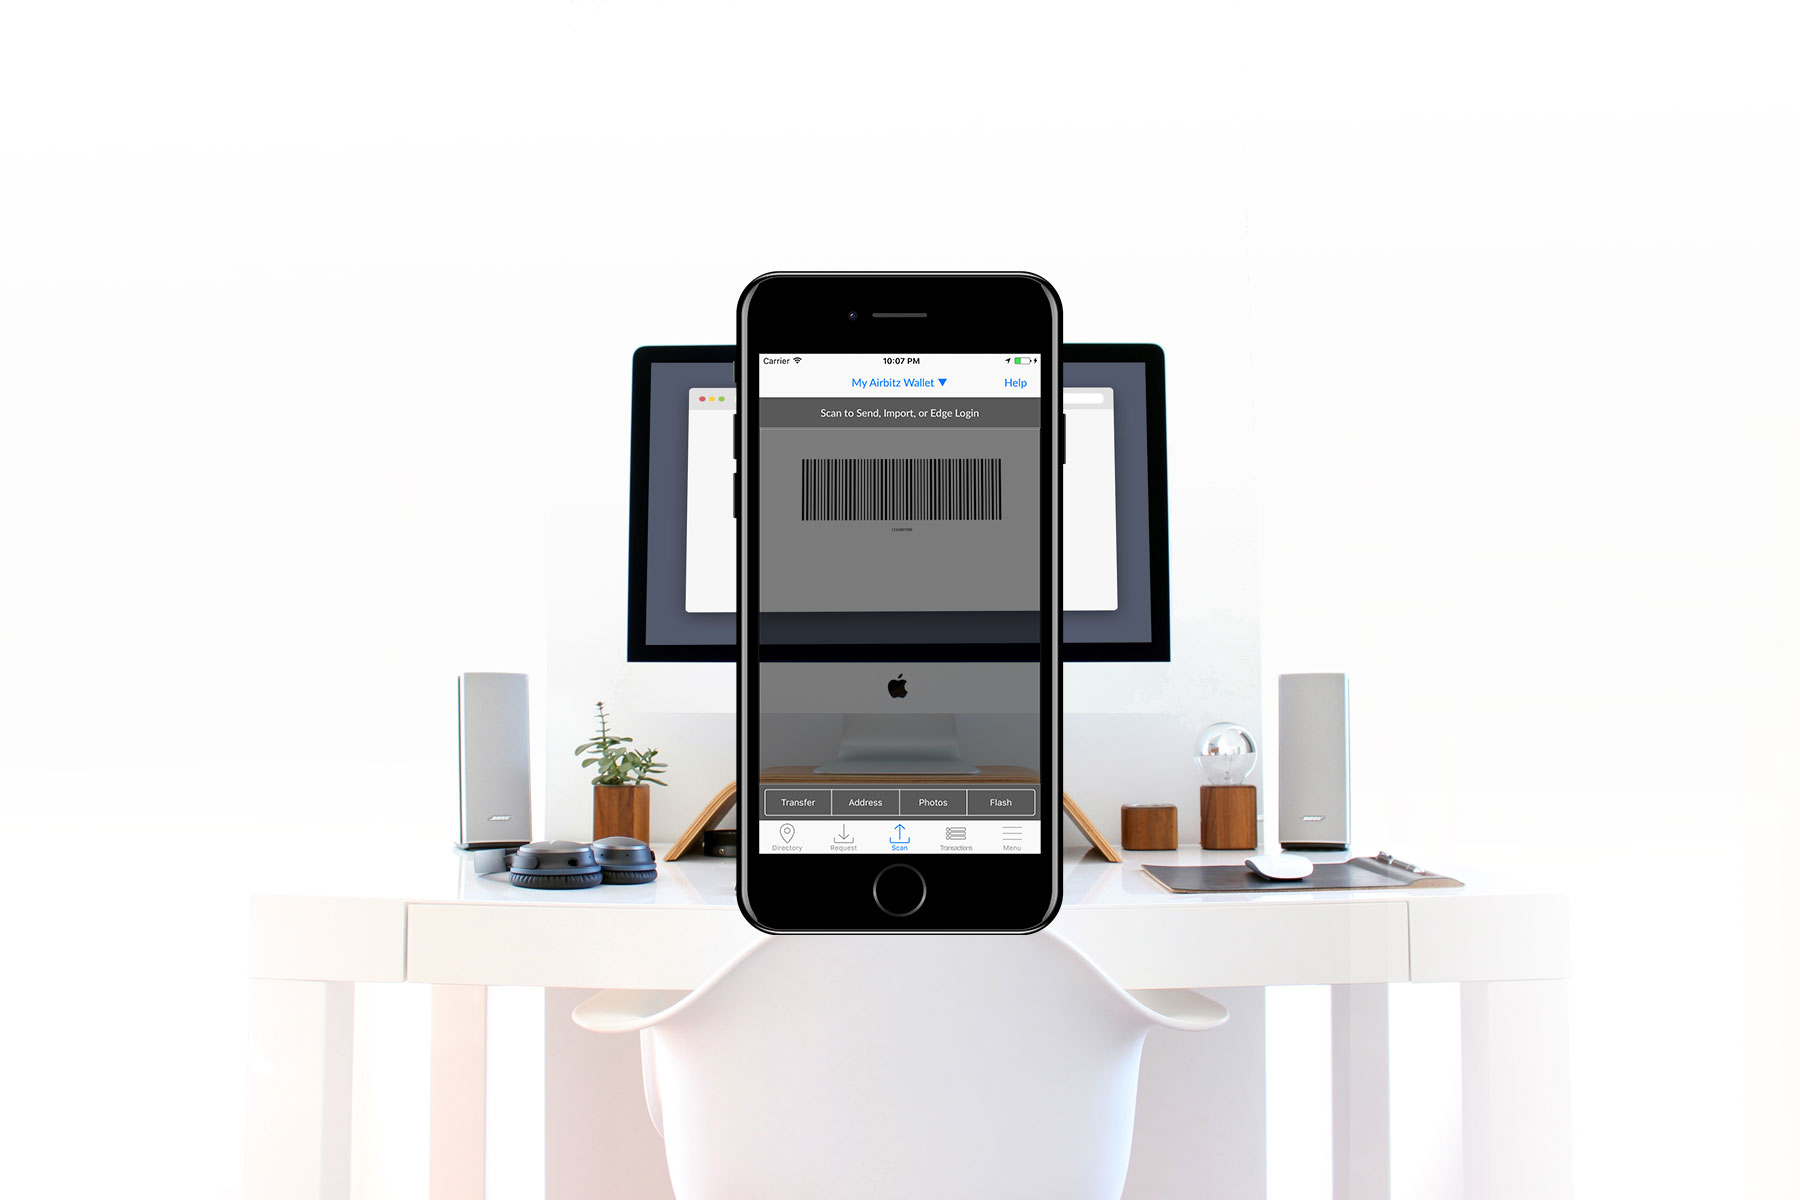 Carrier 10:07 PM
My Airbitz Wallet ▼ Help
Scan to Send, Import, or Edge Login
Transfer Address Photos Flash
Directory Request Scan Transactions Menu
BOSE
BOSE